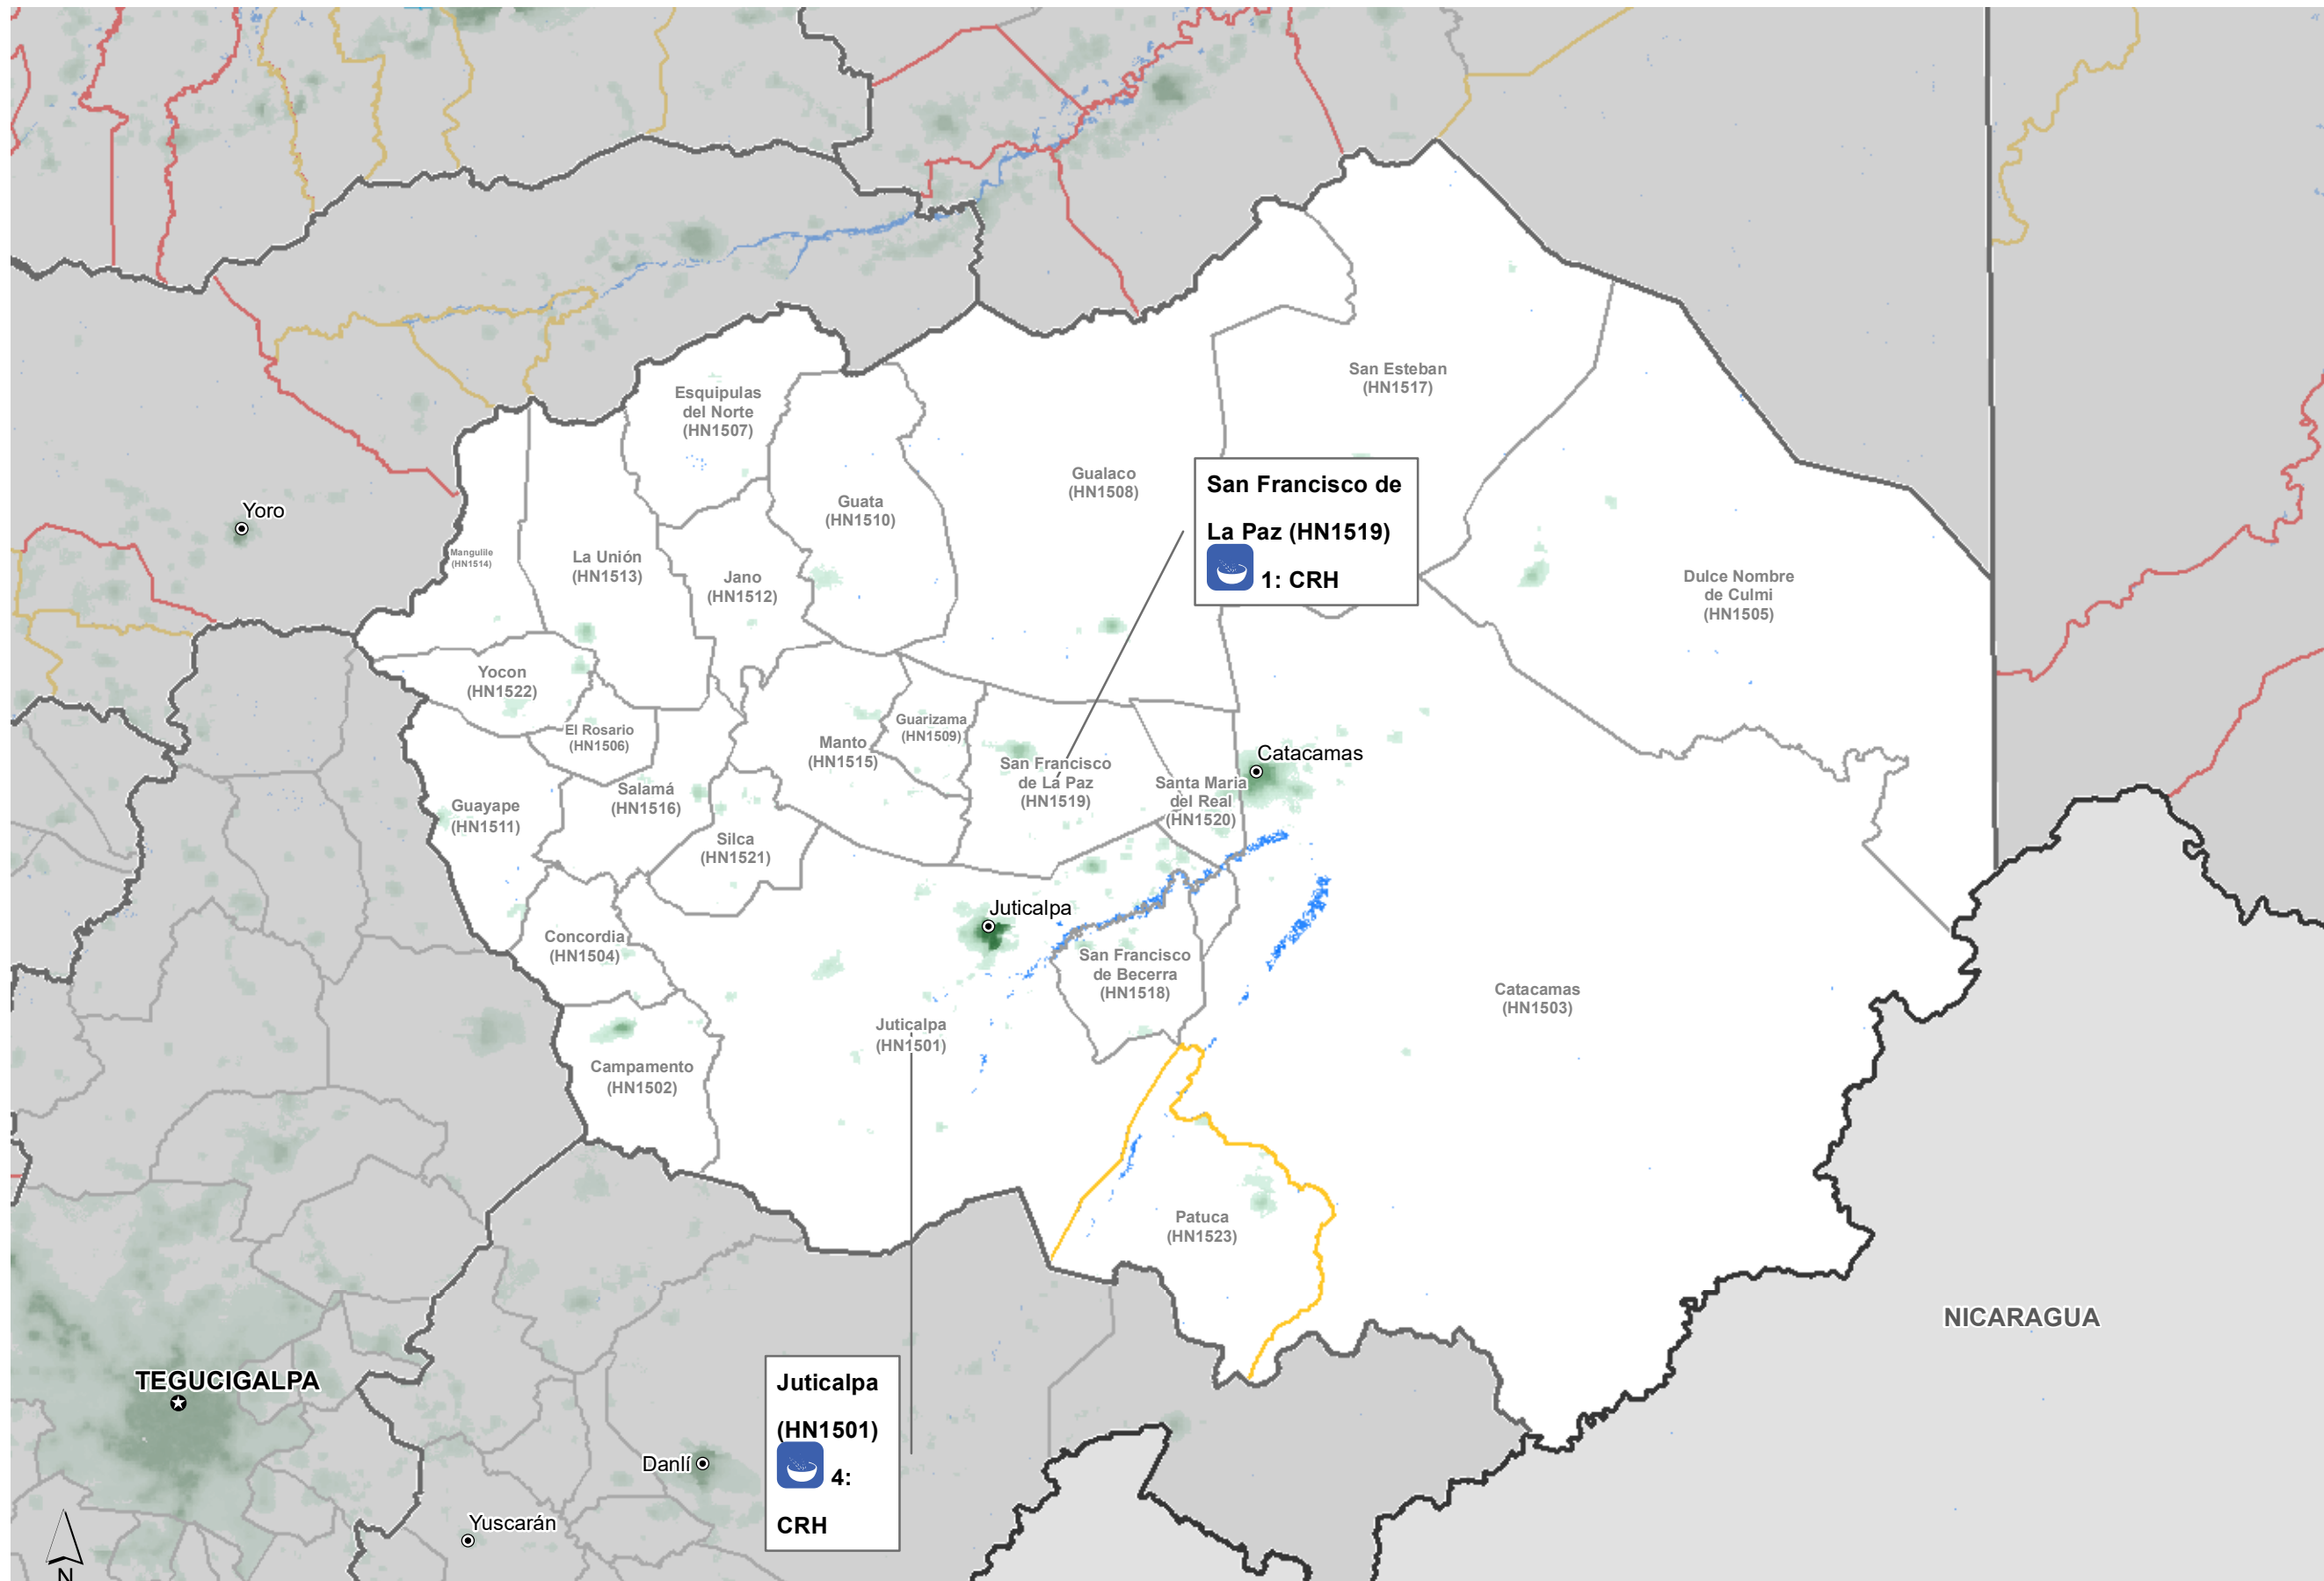 San Esteban
(HN1517)
Esquipulas
del Norte
(HN1507)
Gualaco
(HN1508)
San Francisco de
La Paz (HN1519)
1: CRH
Guata
(HN1510)
Yoro
Mangulile
(HN1514)
La Unión
(HN1513)
Jano
(HN1512)
Dulce Nombre
de Culmi
(HN1505)
Yocon
(HN1522)
El Rosario
(HN1506)
Guarizama
(HN1509)
Manto
(HN1515)
Catacamas
San Francisco
de La Paz
(HN1519)
Santa Maria
del Real
(HN1520)
Salamá
(HN1516)
Guayape
(HN1511)
Silca
(HN1521)
Juticalpa
Concordia
(HN1504)
San Francisco
de Becerra
(HN1518)
Catacamas
(HN1503)
Juticalpa
(HN1501)
Campamento
(HN1502)
Patuca
(HN1523)
NICARAGUA
TEGUCIGALPA
Juticalpa
(HN1501)
4:
CRH
Danlí
Yuscarán
N